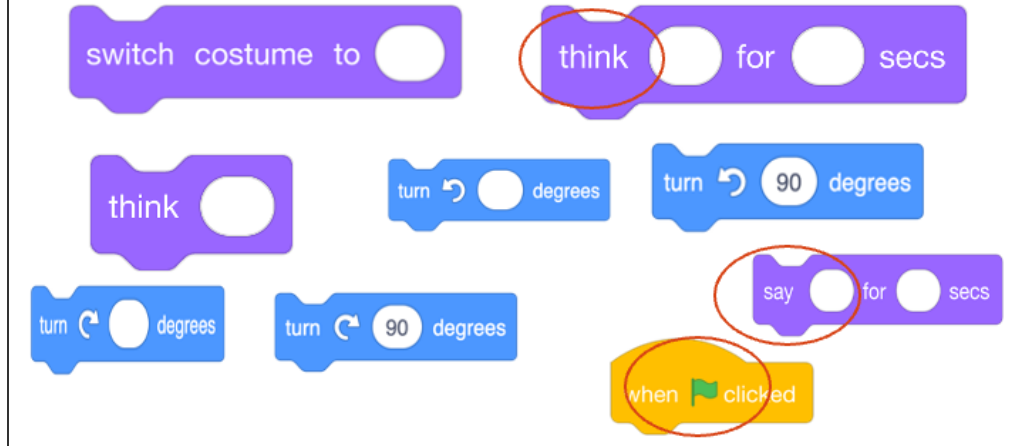 switch costume to
think for secs
think
turn degrees
turn 90 degrees
say for secs
turn degrees
turn 90 degrees
when clicked